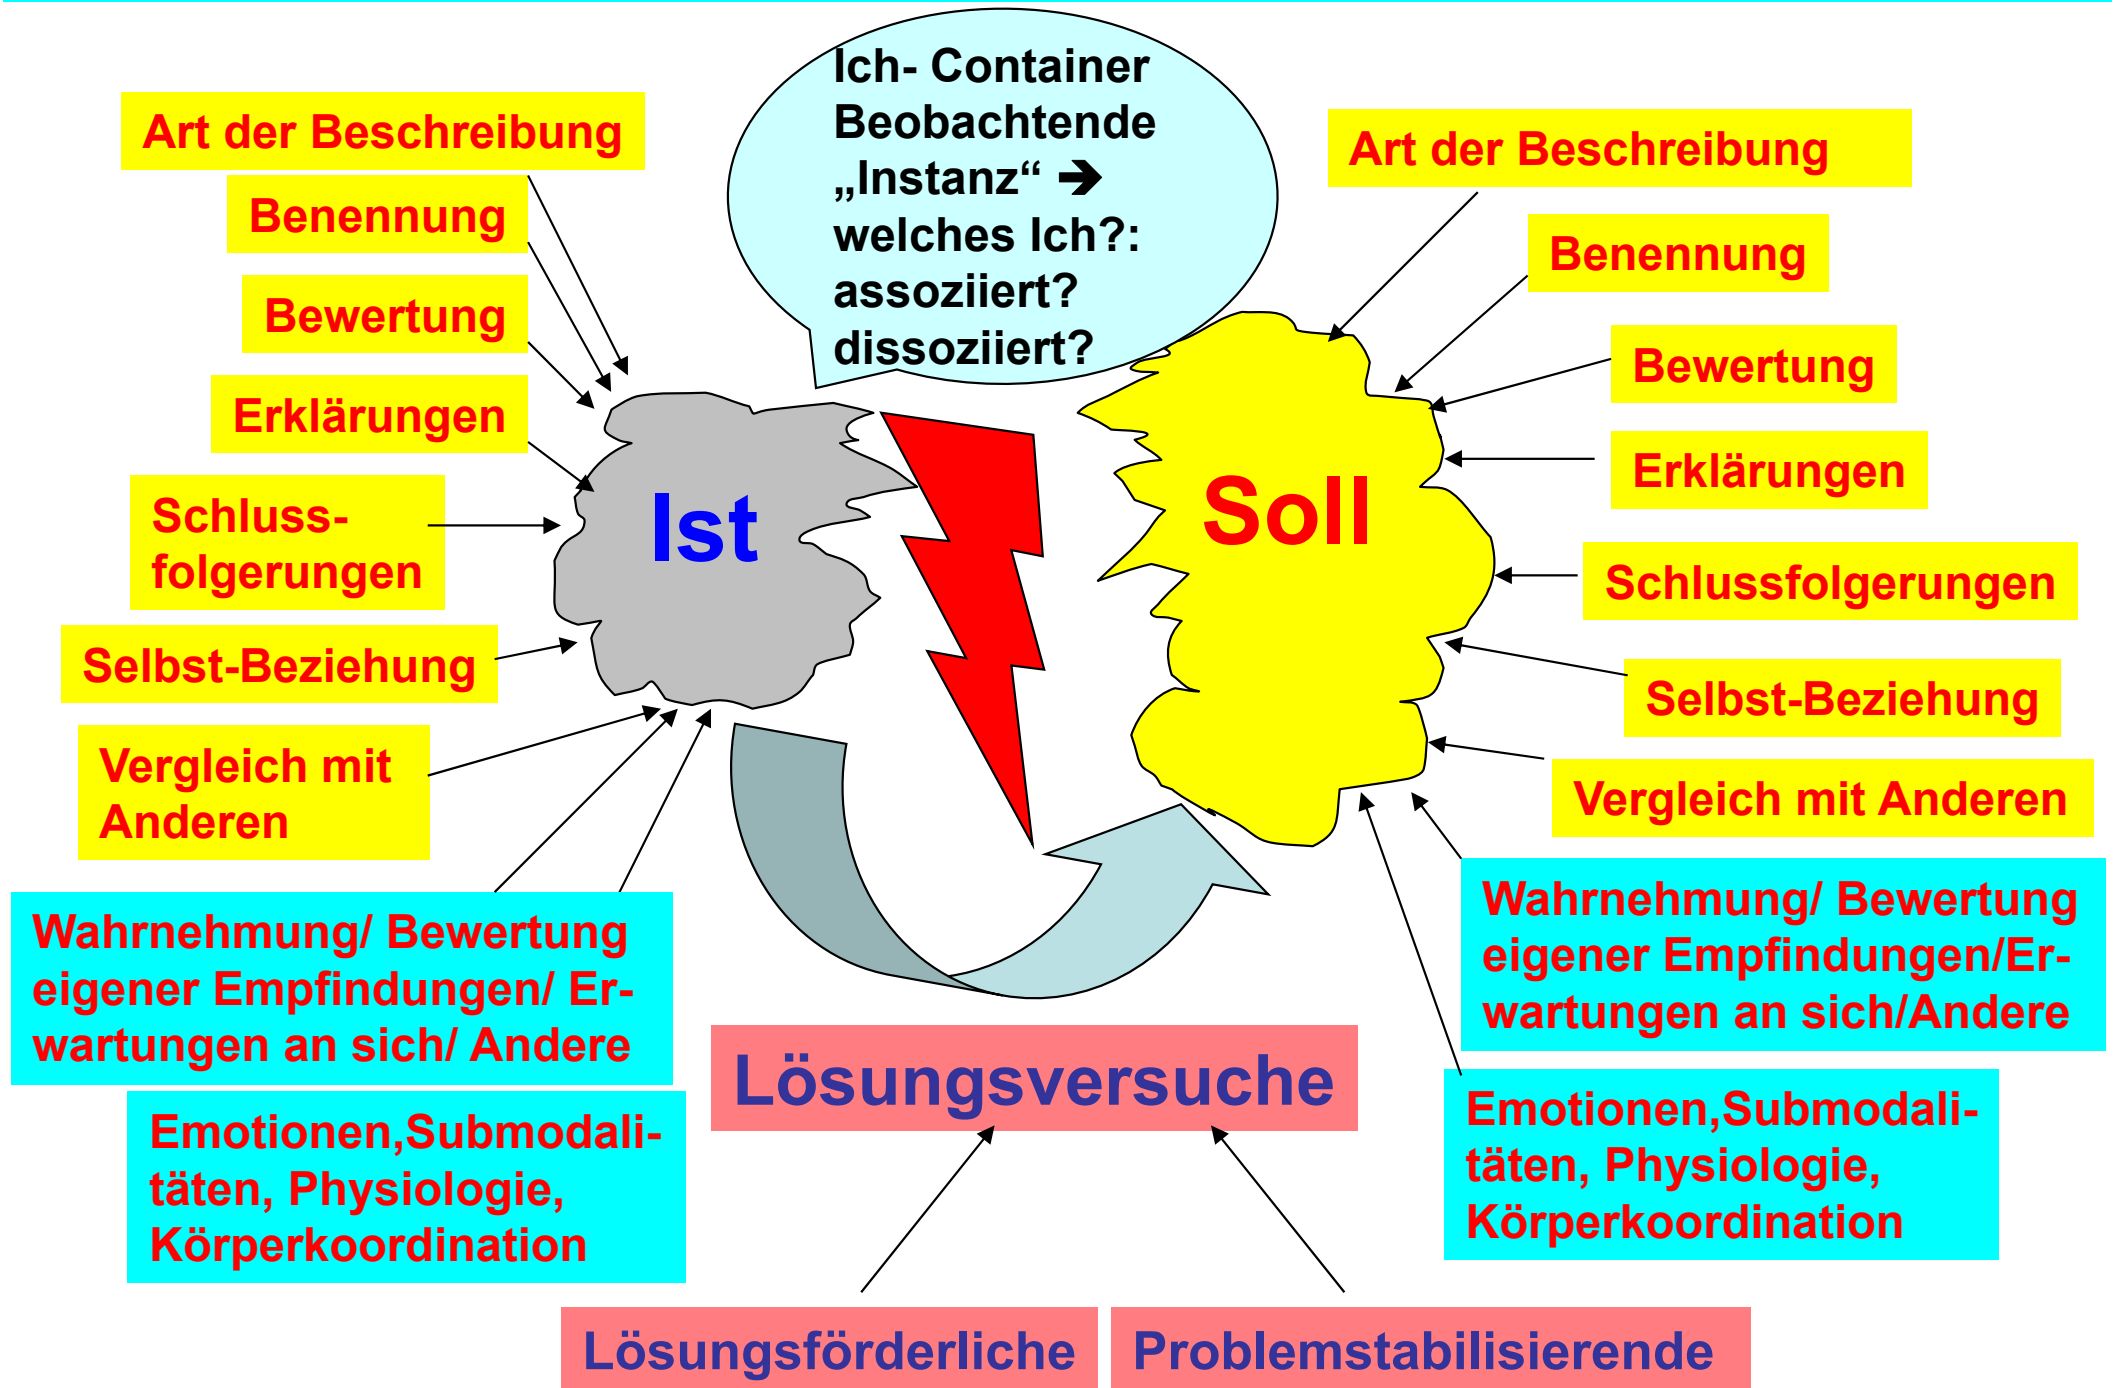 Ich- Container
Beobachtende
„Instanz“ ➔
welches Ich?:
assoziiert?
dissoziiert?
Art der Beschreibung
Benennung
Bewertung
Erklärungen
Schluss-
folgerungen
Selbst-Beziehung
Vergleich mit
Anderen
Wahrnehmung/ Bewertung
eigener Empfindungen/ Er-
wartungen an sich/ Andere
Emotionen,Submodali-
täten, Physiologie,
Körperkoordination
Ist
Soll
Art der Beschreibung
Benennung
Bewertung
Erklärungen
Schlussfolgerungen
Selbst-Beziehung
Vergleich mit Anderen
Wahrnehmung/ Bewertung
eigener Empfindungen/Er-
wartungen an sich/Andere
Emotionen,Submodali-
täten, Physiologie,
Körperkoordination
Lösungsversuche
Lösungsförderliche
Problemstabilisierende